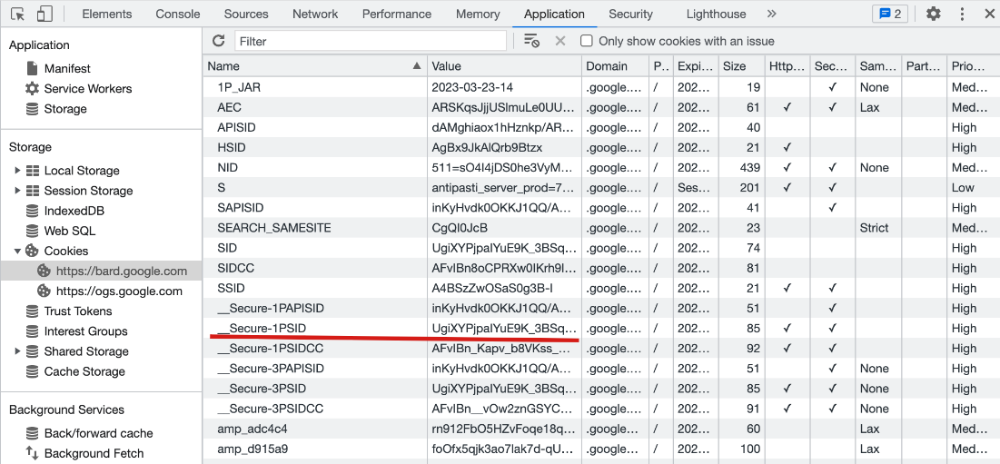 Elements Console Sources Network Performance Memory Application Security Lighthouse 2
Application
Manifest
Service Workers
Storage
Storage
Local Storage
Session Storage
IndexedDB
Web SQL
Cookies
https://bard.google.com
https://ogs.google.com
Trust Tokens
Interest Groups
Shared Storage
Cache Storage
Background Services
Back/forward cache
Background Fetch
Filter Only show cookies with an issue
Name Value Domain P.. Expi... Size Http... Sec... Sam... Part... Prio...
1P_JAR 2023-03-23-14 .google.... / 202... 19 ✓ None Med...
AEC ARSKqsJjjUSlmuLe0UU... .google.... / 202... 61 ✓ ✓ Lax Med...
APISID dAMghiaox1hHznkp/AR... .google.... / 202... 40 High
HSID AgBx9JkAlQrb9Btzx .google.... / 202... 21 ✓ High
NID 511=sO4I4jDS0he3VyM... .google.... / 202... 439 ✓ ✓ None Med...
S antipasti_server_prod=7... .google.... / Ses... 201 ✓ ✓ Low
SAPISID inKyHvdk0OKKJ1QQ/A... .google.... / 202... 41 ✓ High
SEARCH_SAMESITE CgQI0JcB .google.... / 202... 23 Strict Med...
SID UgiXYPjpalYuE9K_3BSq... .google.... / 202... 74 High
SIDCC AFvIBn8oCPRXw0IKrh9I... .google.... / 202... 81 High
SSID A4BSzZwOSaS0g3B-I .google.... / 202... 21 ✓ ✓ High
__Secure-1PAPISID inKyHvdk0OKKJ1QQ/A... .google.... / 202... 51 ✓ High
__Secure-1PSID UgiXYPjpalYuE9K_3BSq... .google.... / 202... 85 ✓ ✓ High
__Secure-1PSIDCC AFvIBn_Kapv_b8VKss_... .google.... / 202... 92 ✓ ✓ High
__Secure-3PAPISID inKyHvdk0OKKJ1QQ/A... .google.... / 202... 51 ✓ None High
__Secure-3PSID UgiXYPjpalYuE9K_3BSq... .google.... / 202... 85 ✓ ✓ None High
__Secure-3PSIDCC AFvIBn__vOw2znGSYC... .google.... / 202... 91 ✓ ✓ None High
amp_adc4c4 rn912FbO5HZvFoqe18q... .google.... / 202... 60 Lax Med...
amp_d915a9 foOfx5qjk3ao7lak7d-qU... .google.... / 202... 100 Lax Med...